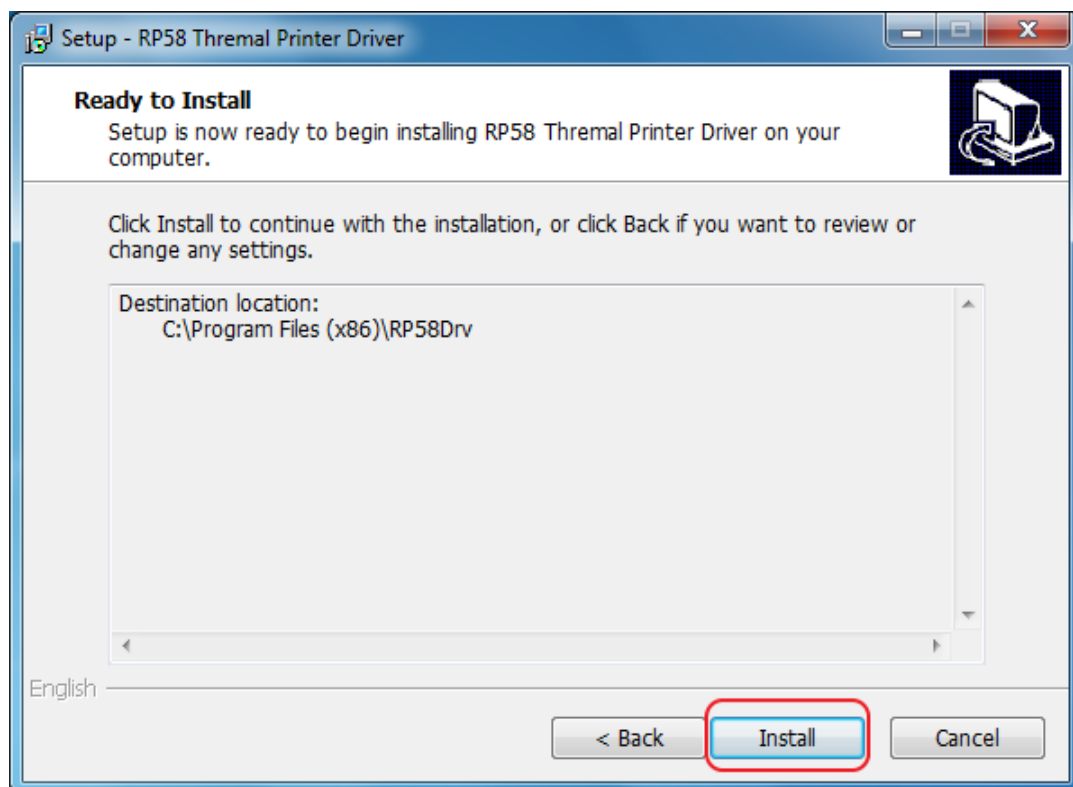 Setup - RP58 Thremal Printer Driver
Ready to Install
Setup is now ready to begin installing RP58 Thremal Printer Driver on your
computer.
Click Install to continue with the installation, or click Back if you want to review or
change any settings.
Destination location:
C:\Program Files (x86)\RP58Drv
English
< Back Install Cancel